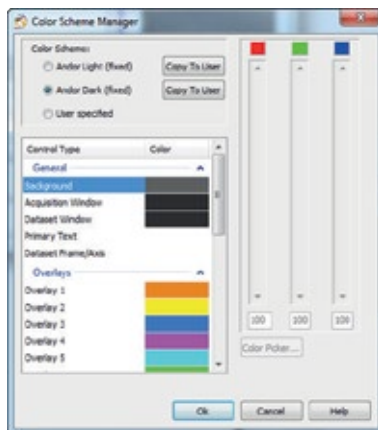 Color Scheme Manager
Color Scheme:
Andor Light (fixed) Copy To User
Andor Dark (fixed) Copy To User
User specified
Control Type Color
General
Background
Acquisition Window
Dataset Window
Primary Text
Dataset Frame/Axis
Overlays
Overlay 1
Overlay 2
Overlay 3
Overlay 4
Overlay 5
100 100 100
Color Picker...
Ok Cancel Help